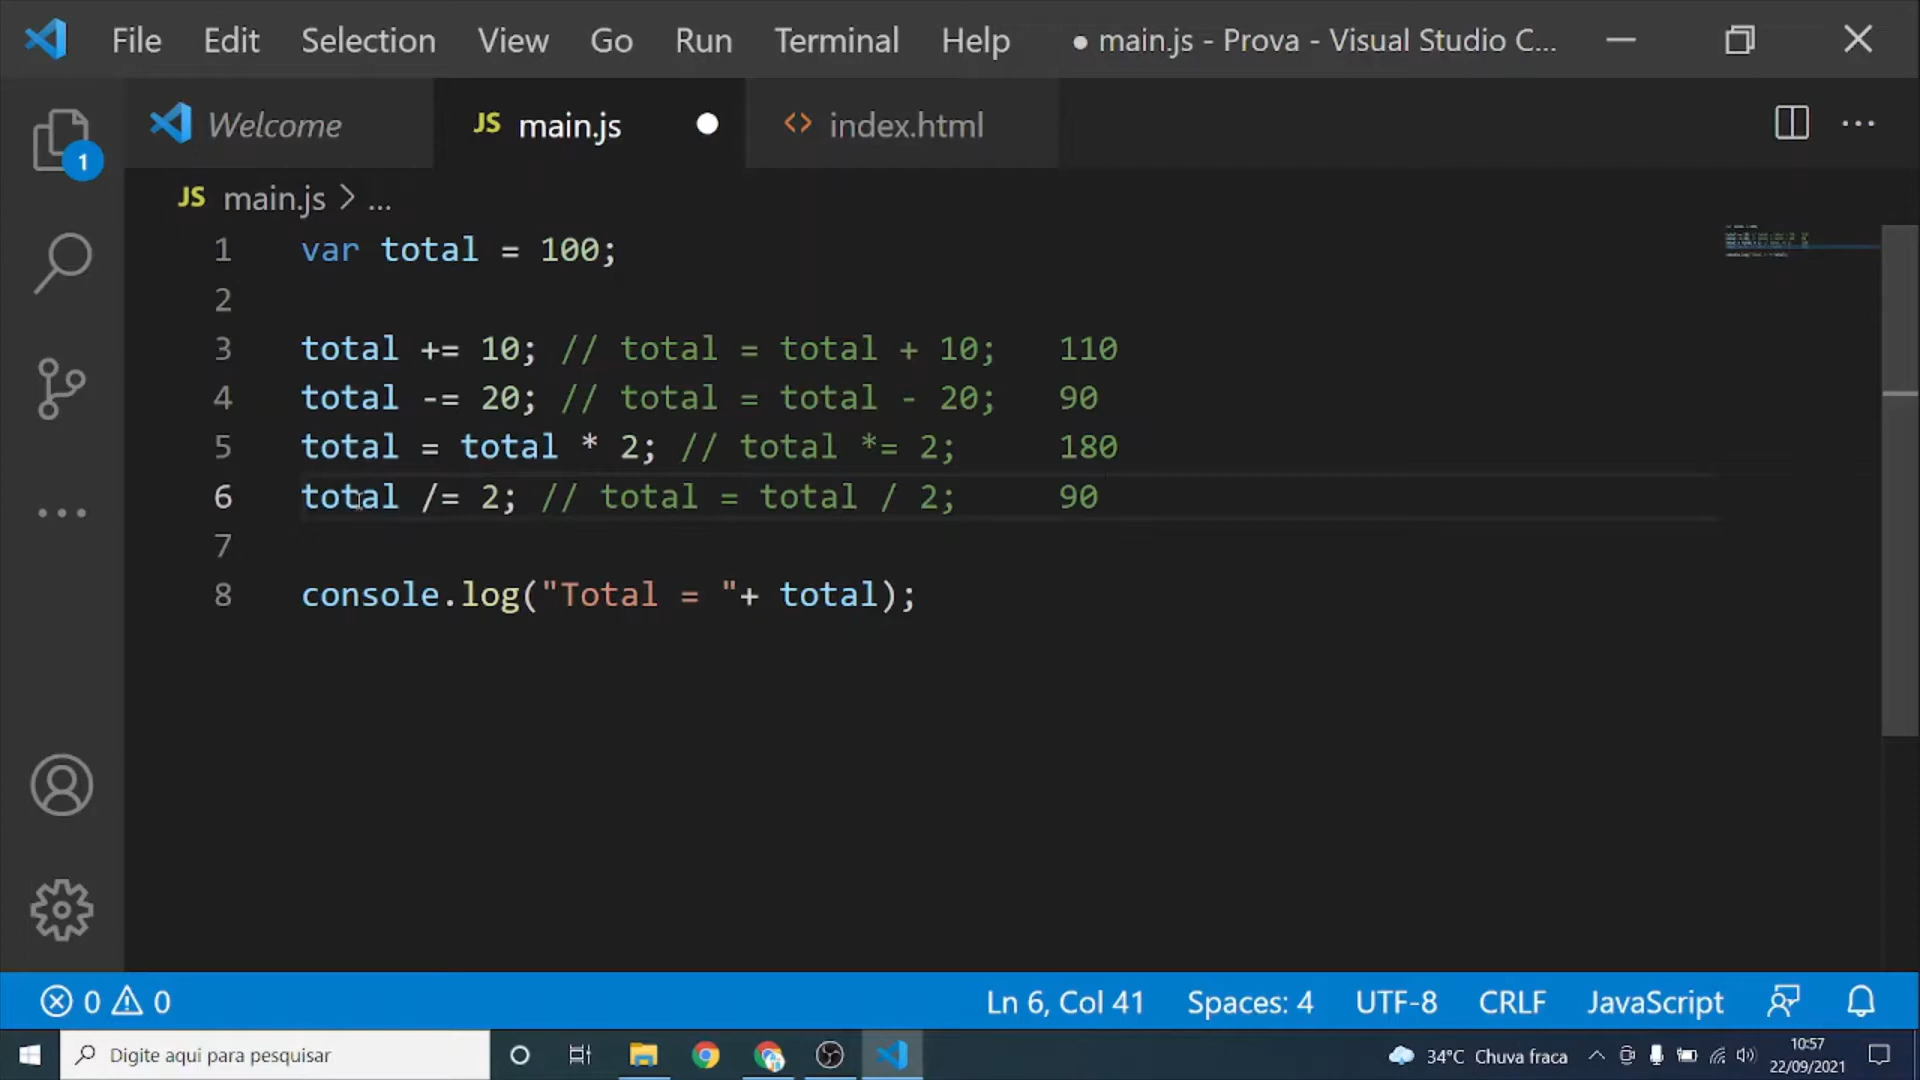 File Edit Selection View Go Run Terminal Help ● main.js - Prova - Visual Studio C...
Welcome JS main.js ● <> index.html
1
JS main.js > ...
1 var total = 100;
2
3 total += 10; // total = total + 10; 110
4 total -= 20; // total = total - 20; 90
5 total = total * 2; // total *= 2; 180
6 total /= 2; // total = total / 2; 90
7
8 console.log("Total = "+ total);
0 0 Ln 6, Col 41 Spaces: 4 UTF-8 CRLF JavaScript
Digite aqui para pesquisar 34°C Chuva fraca 10:57
22/09/2021